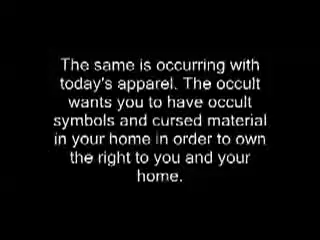 The same is occurring with
today's apparel. The occult
wants you to have occult
symbols and cursed material
in your home in order to own
the right to you and your
home.